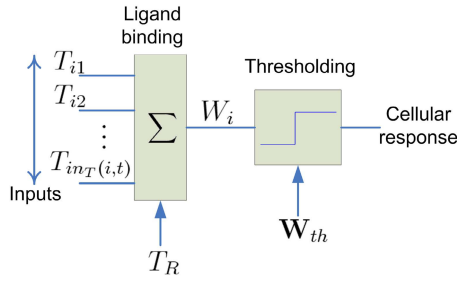 Ligand
binding
Thresholding
T_{i1}
T_{i2}
⋮
T_{in_T(i,t)}
Inputs
Σ
W_i
Cellular
response
T_R
W_{th}